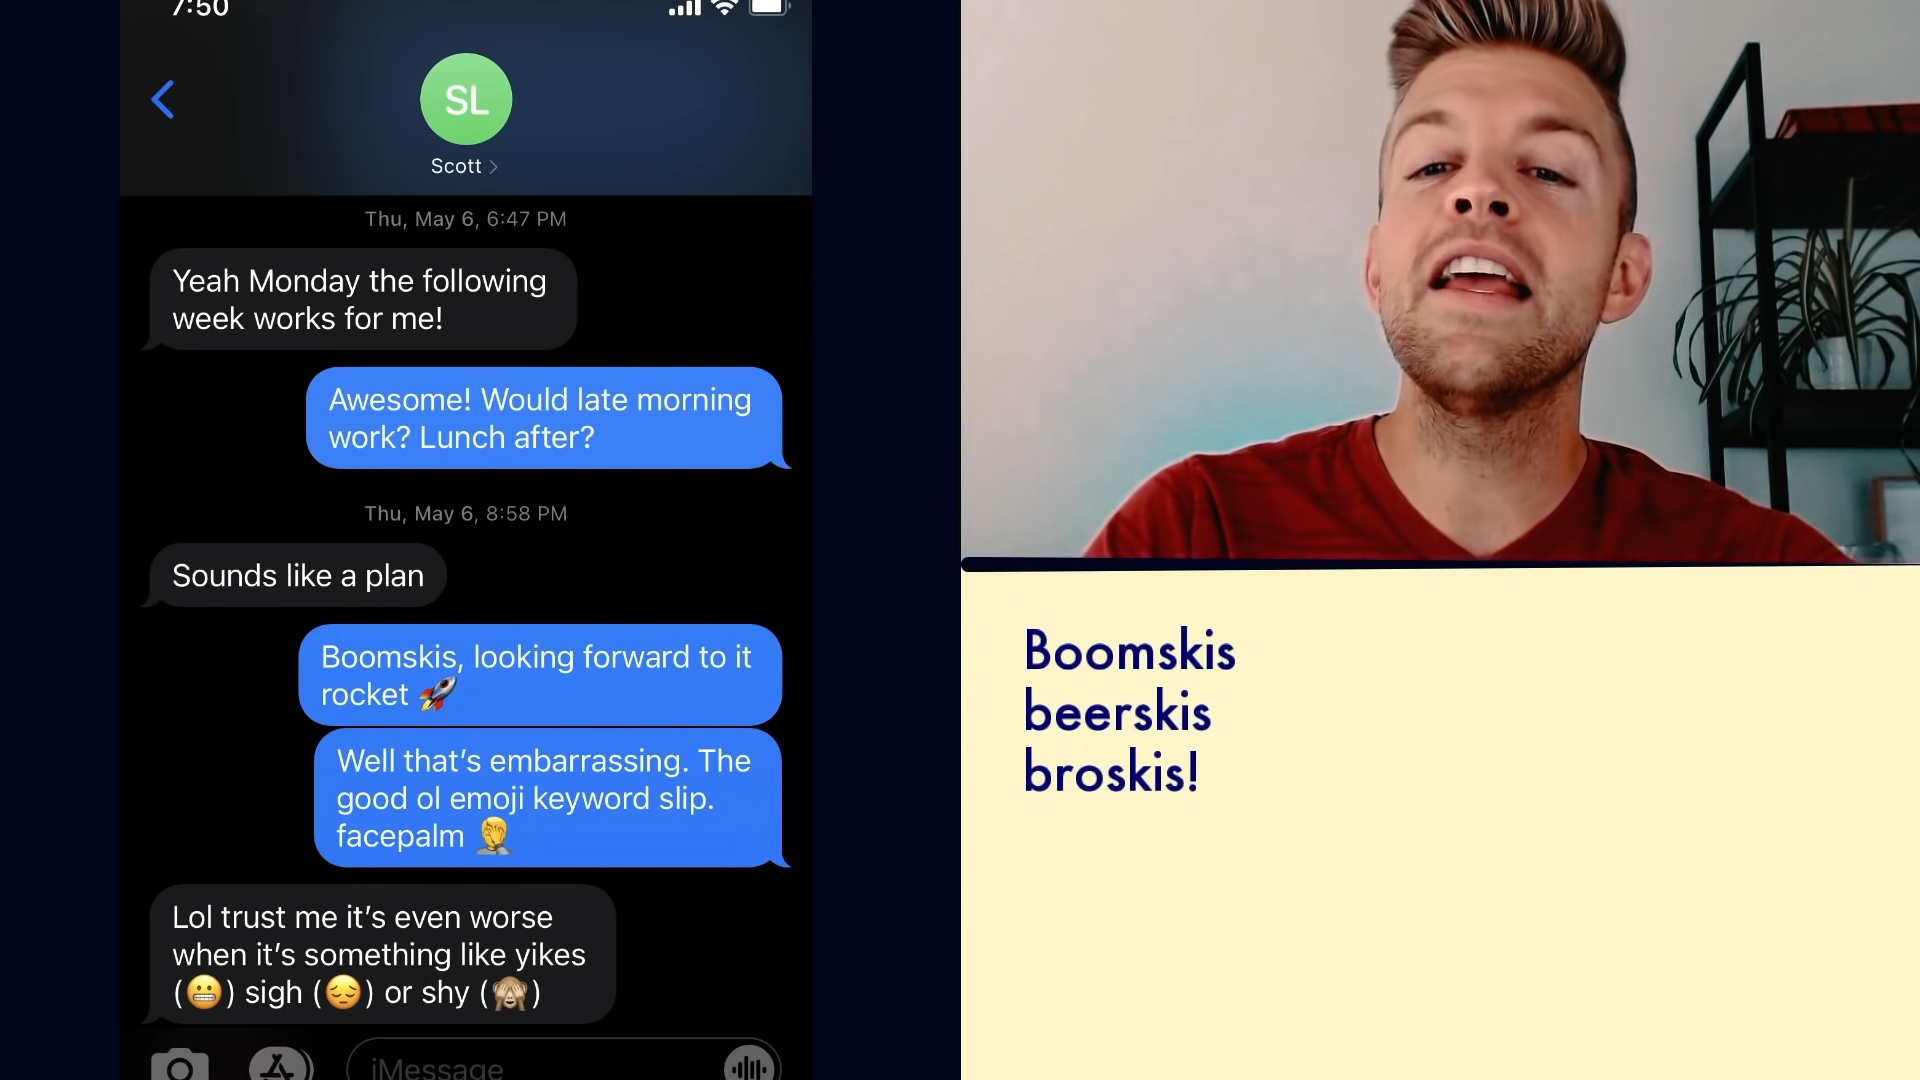 7:50
SL
Scott
Thu, May 6, 6:47 PM
Yeah Monday the following
week works for me!
Awesome! Would late morning
work? Lunch after?
Thu, May 6, 8:58 PM
Sounds like a plan
Boomskis, looking forward to it
rocket 🚀
Well that’s embarrassing. The
good ol emoji keyword slip.
facepalm 🤦
Lol trust me it’s even worse
when it’s something like yikes
(😬) sigh (😔) or shy (🙈)
iMessage
Boomskis
beerskis
broskis!